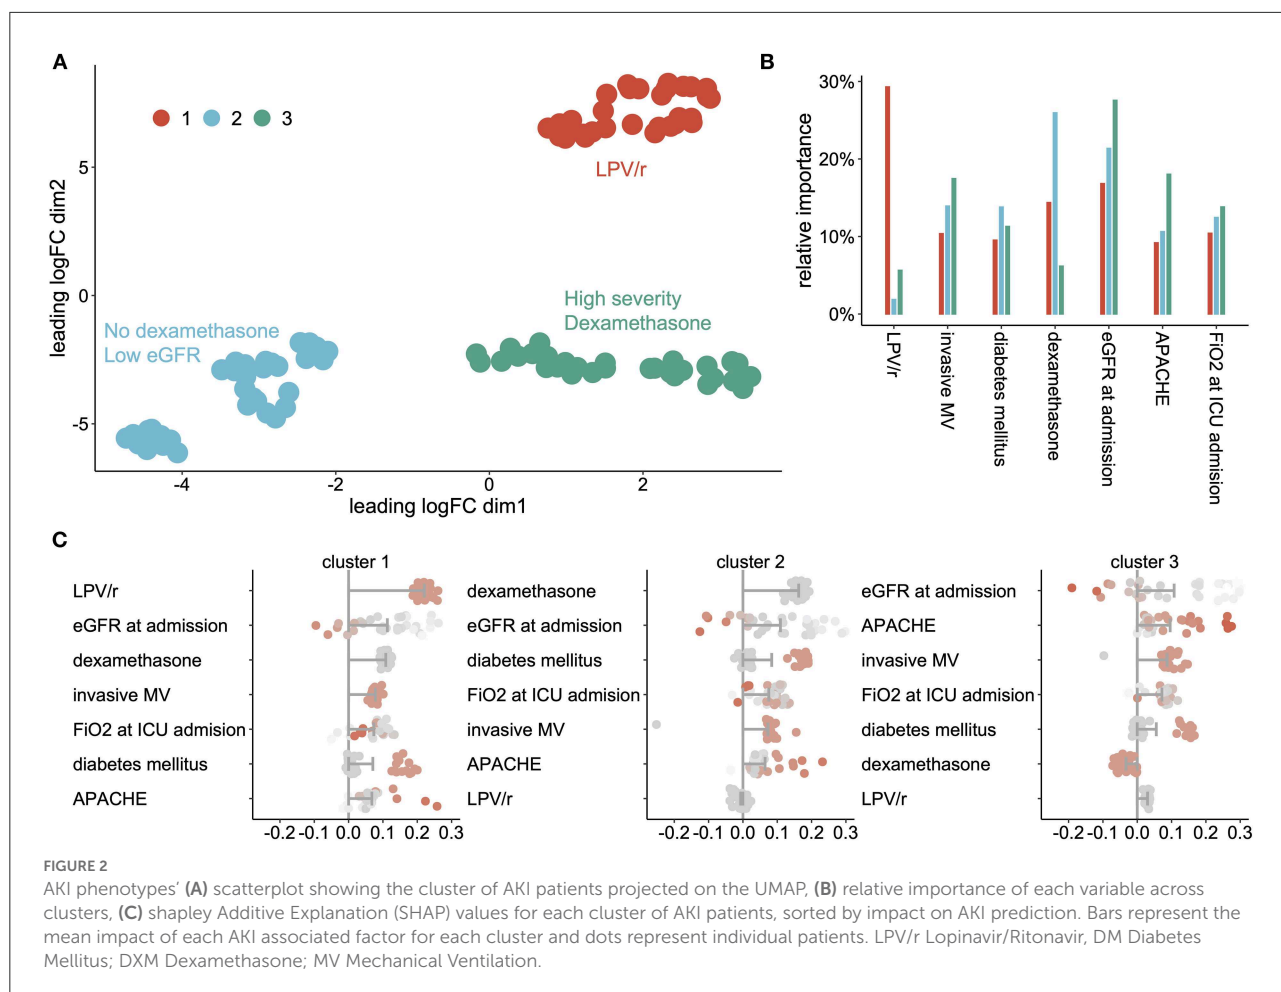 A
1 2 3
5
0
-5
-4 -2 0 2
leading logFC dim2
leading logFC dim1
LPV/r
High severity
Dexamethasone
No dexamethasone
Low eGFR
B
30%
20%
10%
0%
relative importance
LPV/r
invasive MV
diabetes mellitus
dexamethasone
eGFR at admission
APACHE
FiO2 at ICU admision
C
cluster 1
LPV/r
eGFR at admission
dexamethasone
invasive MV
FiO2 at ICU admision
diabetes mellitus
APACHE
-0.2 -0.1 0.0 0.1 0.2 0.3
cluster 2
dexamethasone
eGFR at admission
diabetes mellitus
FiO2 at ICU admision
invasive MV
APACHE
LPV/r
-0.2 -0.1 0.0 0.1 0.2 0.3
cluster 3
eGFR at admission
APACHE
invasive MV
FiO2 at ICU admision
diabetes mellitus
dexamethasone
LPV/r
-0.2 -0.1 0.0 0.1 0.2 0.3
FIGURE 2
AKI phenotypes' (A) scatterplot showing the cluster of AKI patients projected on the UMAP, (B) relative importance of each variable across
clusters, (C) shapley Additive Explanation (SHAP) values for each cluster of AKI patients, sorted by impact on AKI prediction. Bars represent the
mean impact of each AKI associated factor for each cluster and dots represent individual patients. LPV/r Lopinavir/Ritonavir, DM Diabetes
Mellitus; DXM Dexamethasone; MV Mechanical Ventilation.